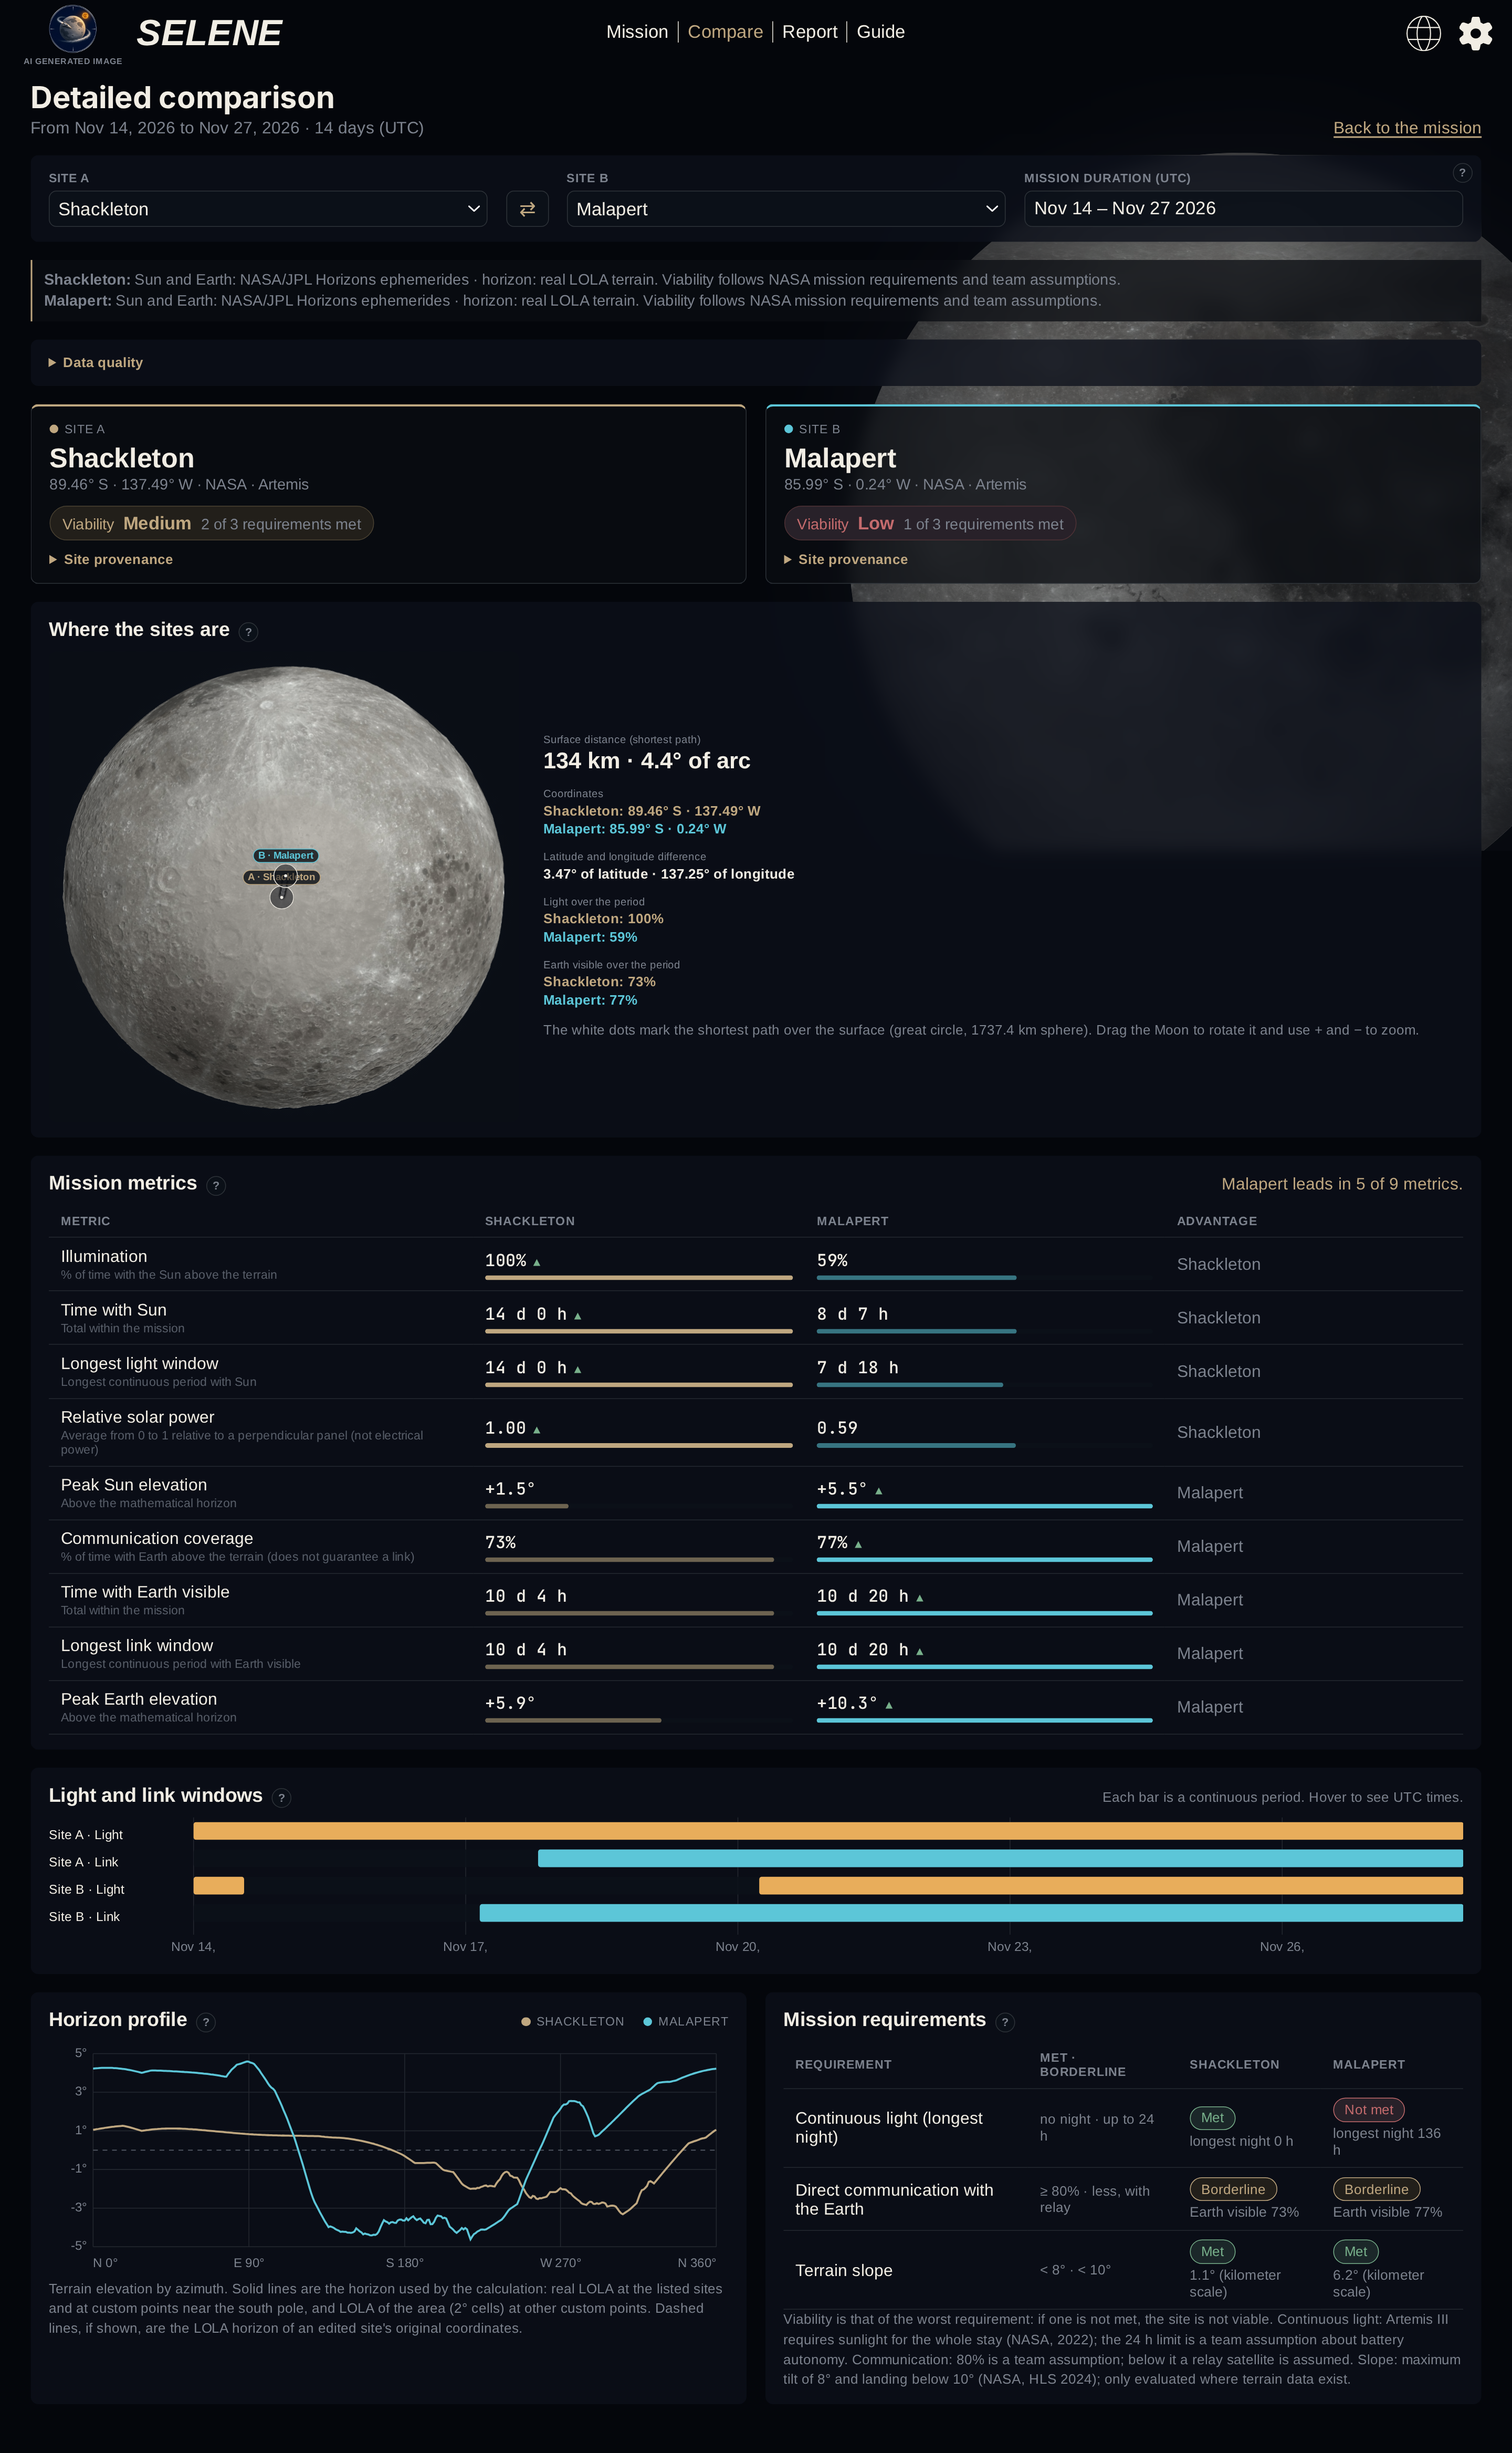 SELENE
AI GENERATED IMAGE
Mission
Compare
Report
Guide
Detailed comparison
From Nov 14, 2026 to Nov 27, 2026 · 14 days (UTC)
Back to the mission
SITE A
SITE B
MISSION DURATION (UTC)
?
Shackleton
⇄
Malapert
Nov 14 – Nov 27 2026
Shackleton: Sun and Earth: NASA/JPL Horizons ephemerides · horizon: real LOLA terrain. Viability follows NASA mission requirements and team assumptions.
Malapert: Sun and Earth: NASA/JPL Horizons ephemerides · horizon: real LOLA terrain. Viability follows NASA mission requirements and team assumptions.
Data quality
SITE A
Shackleton
89.46° S · 137.49° W · NASA · Artemis
Viability Medium 2 of 3 requirements met
Site provenance
SITE B
Malapert
85.99° S · 0.24° W · NASA · Artemis
Viability Low 1 of 3 requirements met
Site provenance
Where the sites are ?
B · Malapert
A · Shackleton
Surface distance (shortest path)
134 km · 4.4° of arc
Coordinates
Shackleton: 89.46° S · 137.49° W
Malapert: 85.99° S · 0.24° W
Latitude and longitude difference
3.47° of latitude · 137.25° of longitude
Light over the period
Shackleton: 100%
Malapert: 59%
Earth visible over the period
Shackleton: 73%
Malapert: 77%
The white dots mark the shortest path over the surface (great circle, 1737.4 km sphere). Drag the Moon to rotate it and use + and − to zoom.
Mission metrics ?
Malapert leads in 5 of 9 metrics.
METRIC SHACKLETON MALAPERT ADVANTAGE
Illumination
% of time with the Sun above the terrain
100% ▲ 59% Shackleton
Time with Sun
Total within the mission
14 d 0 h ▲ 8 d 7 h Shackleton
Longest light window
Longest continuous period with Sun
14 d 0 h ▲ 7 d 18 h Shackleton
Relative solar power
Average from 0 to 1 relative to a perpendicular panel (not electrical
power)
1.00 ▲ 0.59 Shackleton
Peak Sun elevation
Above the mathematical horizon
+1.5° +5.5° ▲ Malapert
Communication coverage
% of time with Earth above the terrain (does not guarantee a link)
73% 77% ▲ Malapert
Time with Earth visible
Total within the mission
10 d 4 h 10 d 20 h ▲ Malapert
Longest link window
Longest continuous period with Earth visible
10 d 4 h 10 d 20 h ▲ Malapert
Peak Earth elevation
Above the mathematical horizon
+5.9° +10.3° ▲ Malapert
Light and link windows ?
Each bar is a continuous period. Hover to see UTC times.
Site A · Light
Site A · Link
Site B · Light
Site B · Link
Nov 14, Nov 17, Nov 20, Nov 23, Nov 26,
Horizon profile ?
SHACKLETON MALAPERT
5°
3°
1°
-1°
-3°
-5°
N 0° E 90° S 180° W 270° N 360°
Terrain elevation by azimuth. Solid lines are the horizon used by the calculation: real LOLA at the listed sites
and at custom points near the south pole, and LOLA of the area (2° cells) at other custom points. Dashed
lines, if shown, are the LOLA horizon of an edited site's original coordinates.
Mission requirements ?
REQUIREMENT
MET ·
BORDERLINE
SHACKLETON
MALAPERT
Continuous light (longest
night)
no night · up to 24
h
Met
longest night 0 h
Not met
longest night 136
h
Direct communication with
the Earth
≥ 80% · less, with
relay
Borderline
Earth visible 73%
Borderline
Earth visible 77%
Terrain slope
< 8° · < 10°
Met
1.1° (kilometer
scale)
Met
6.2° (kilometer
scale)
Viability is that of the worst requirement: if one is not met, the site is not viable. Continuous light: Artemis III
requires sunlight for the whole stay (NASA, 2022); the 24 h limit is a team assumption about battery
autonomy. Communication: 80% is a team assumption; below it a relay satellite is assumed. Slope: maximum
tilt of 8° and landing below 10° (NASA, HLS 2024); only evaluated where terrain data exist.